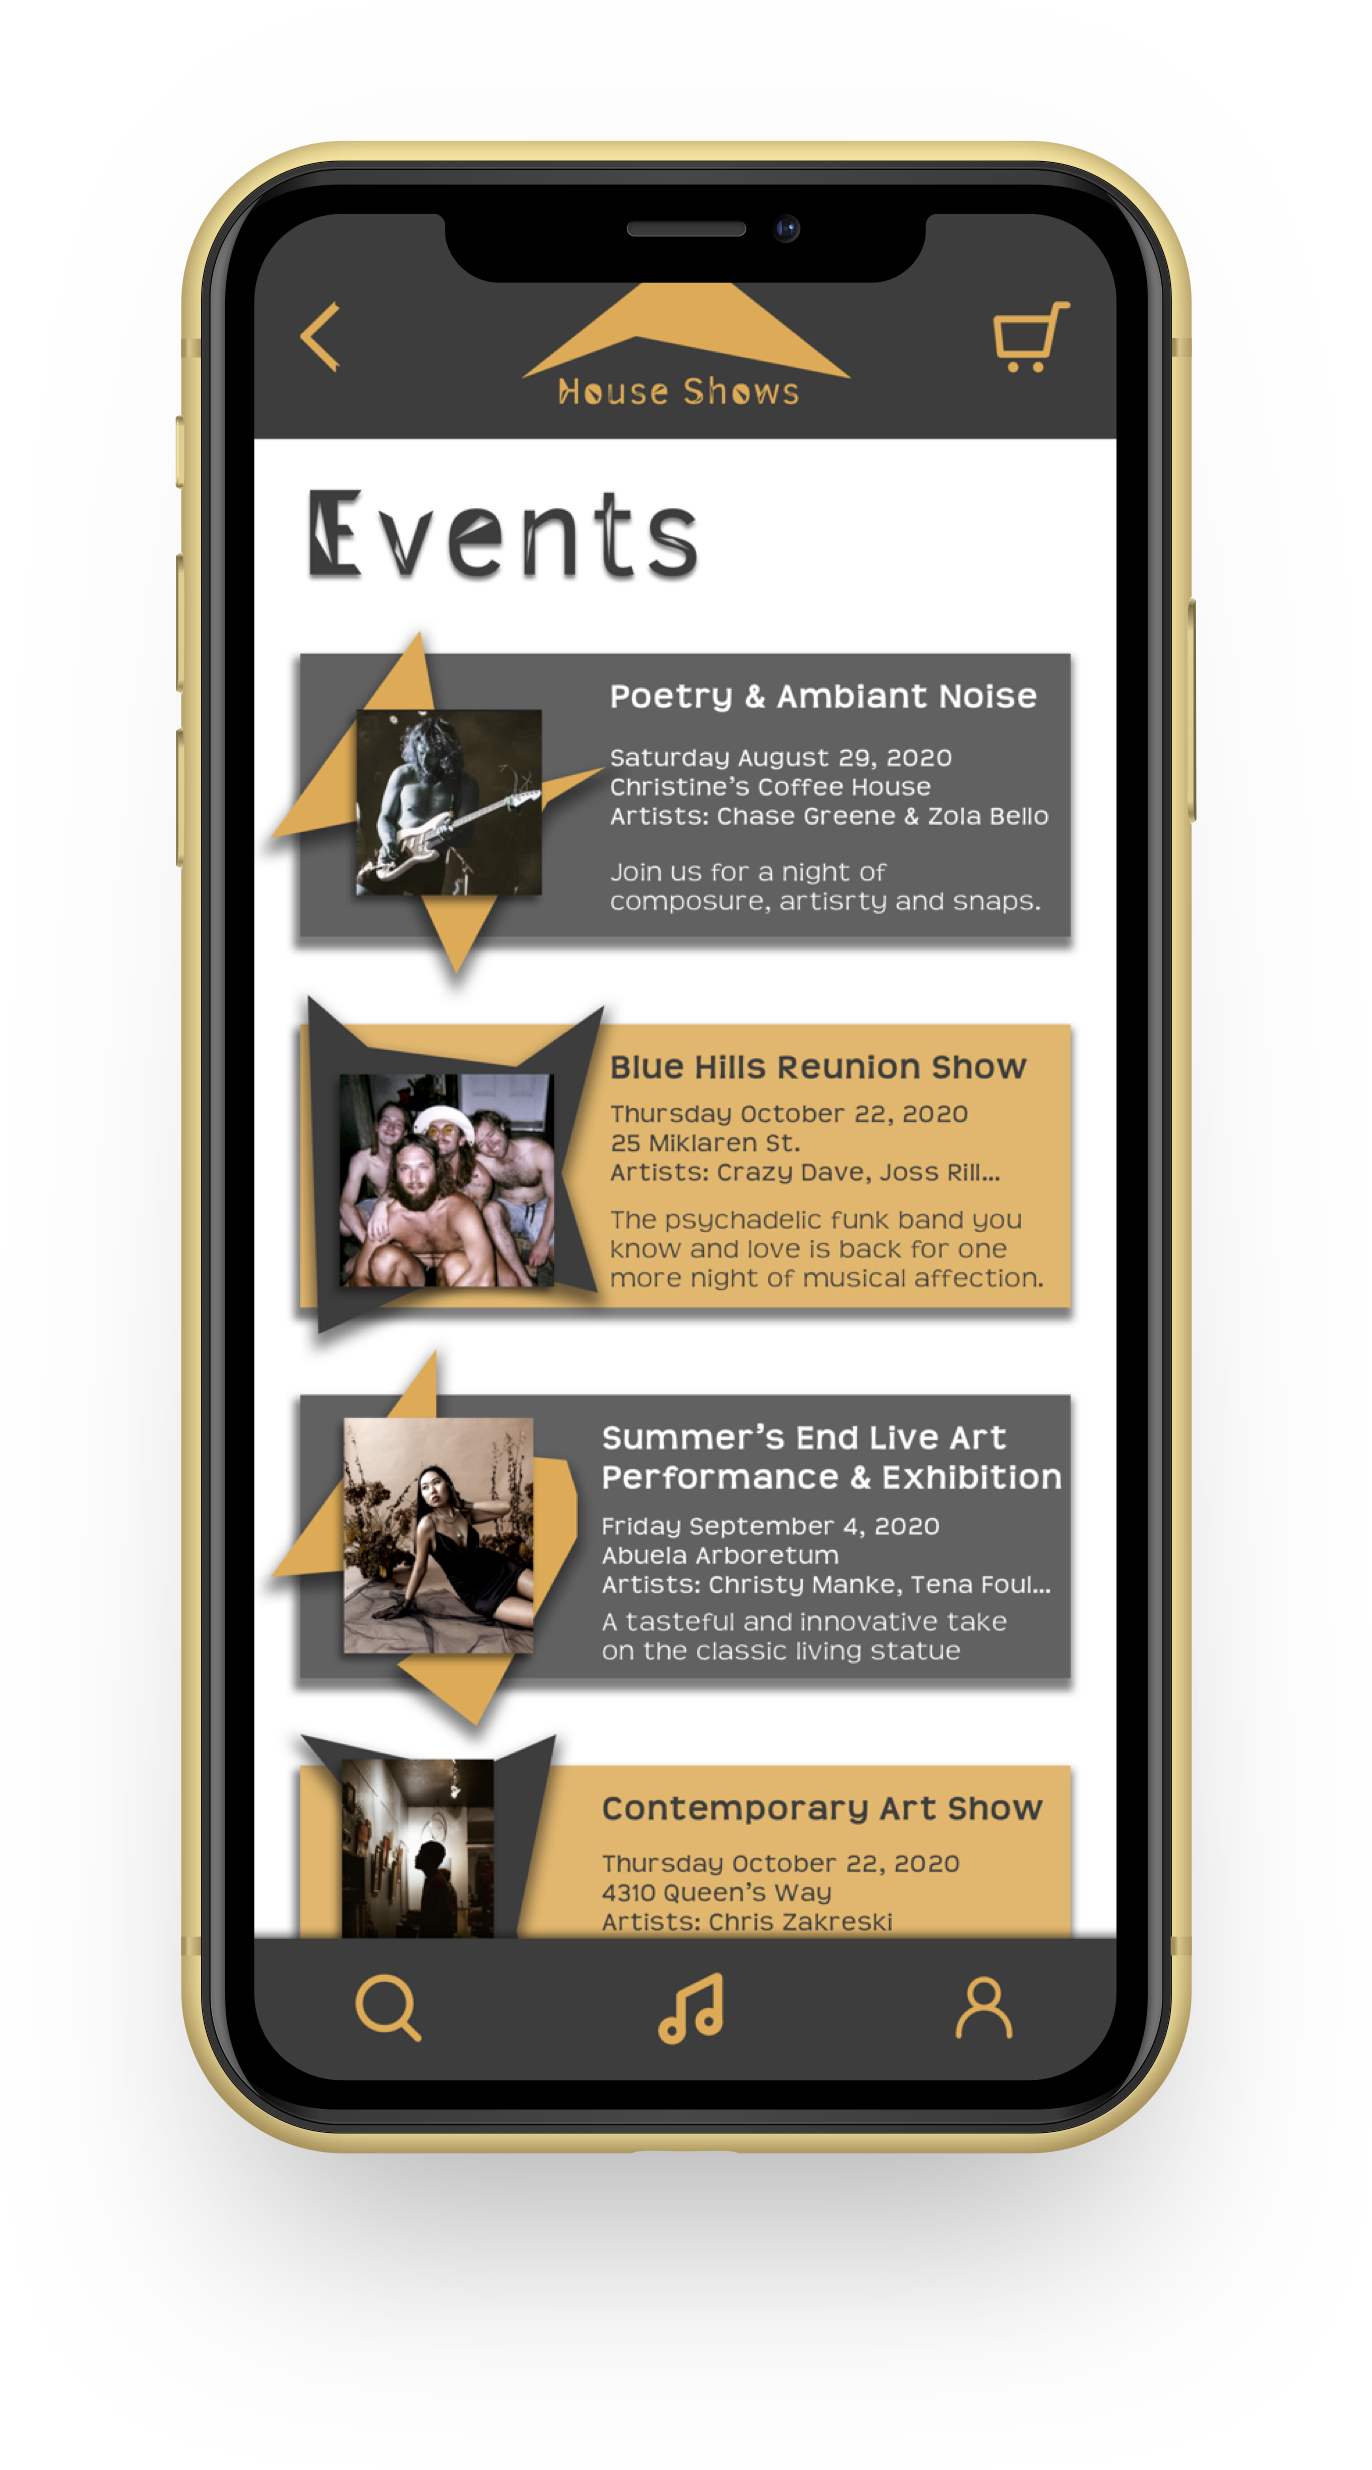 House Shows
Events
Poetry & Ambiant Noise
Saturday August 29, 2020
Christine’s Coffee House
Artists: Chase Greene & Zola Bello
Join us for a night of
composure, artisrty and snaps.
Blue Hills Reunion Show
Thursday October 22, 2020
25 Miklaren St.
Artists: Crazy Dave, Joss Rill...
The psychadelic funk band you
know and love is back for one
more night of musical affection.
Summer’s End Live Art
Performance & Exhibition
Friday September 4, 2020
Abuela Arboretum
Artists: Christy Manke, Tena Foul...
A tasteful and innovative take
on the classic living statue
Contemporary Art Show
Thursday October 22, 2020
4310 Queen’s Way
Artists: Chris Zakreski